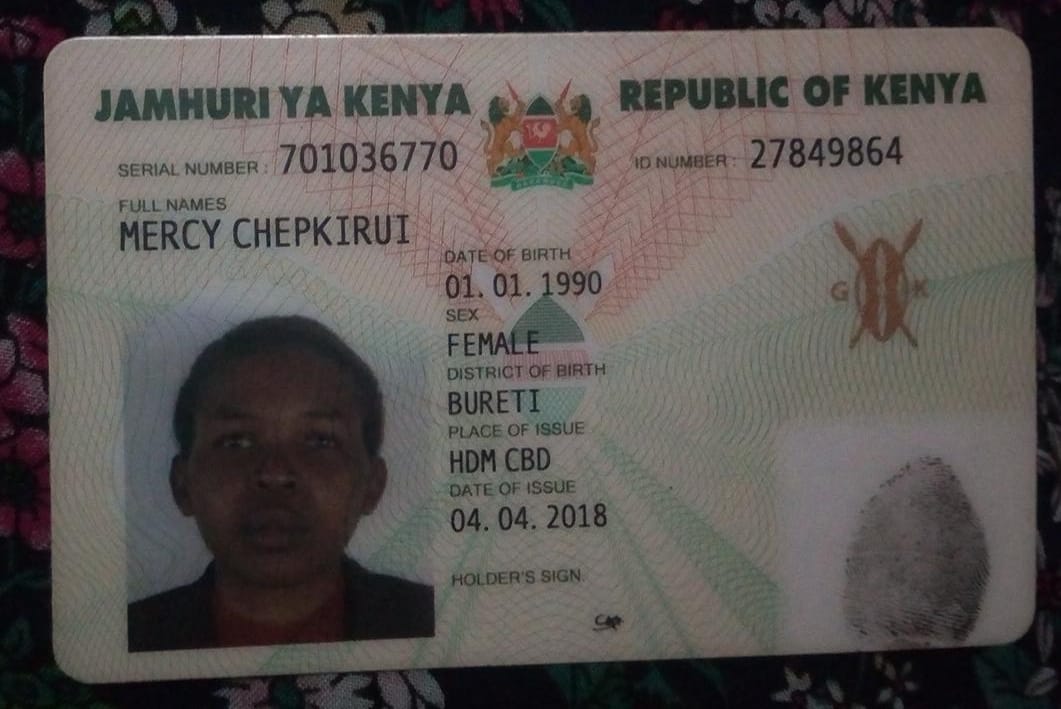 JAMHURI YA KENYA REPUBLIC OF KENYA
SERIAL NUMBER : 701036770 ID NUMBER : 27849864
FULL NAMES
MERCY CHEPKIRUI
DATE OF BIRTH
01. 01. 1990
SEX
FEMALE
DISTRICT OF BIRTH
BURETI
PLACE OF ISSUE
HDM CBD
DATE OF ISSUE
04. 04. 2018
HOLDER'S SIGN.
G K